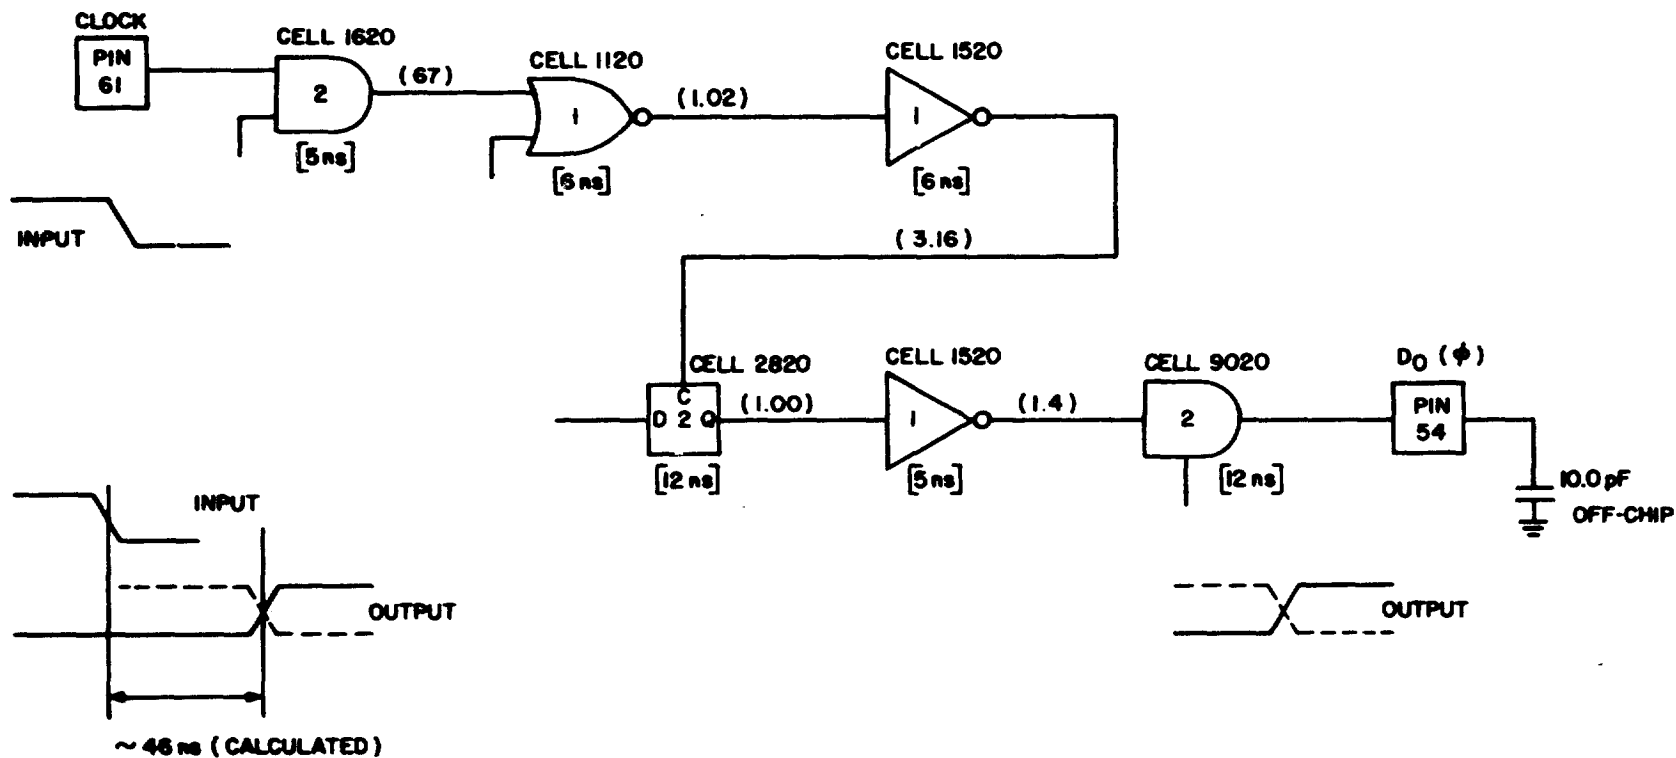 CLOCK
PIN
61
CELL 1620
2
[5ns]
(67)
CELL 1120
1
[6ns]
(1.02)
CELL 1520
1
[6ns]
INPUT
(3.16)
CELL 2820
C
D 2 Q
[12ns]
(1.00)
CELL 1520
1
[5ns]
(1.4)
CELL 9020
2
[12ns]
D0 (ϕ)
PIN
54
10.0 pF
OFF-CHIP
INPUT
OUTPUT
~ 46 ns (CALCULATED)
OUTPUT